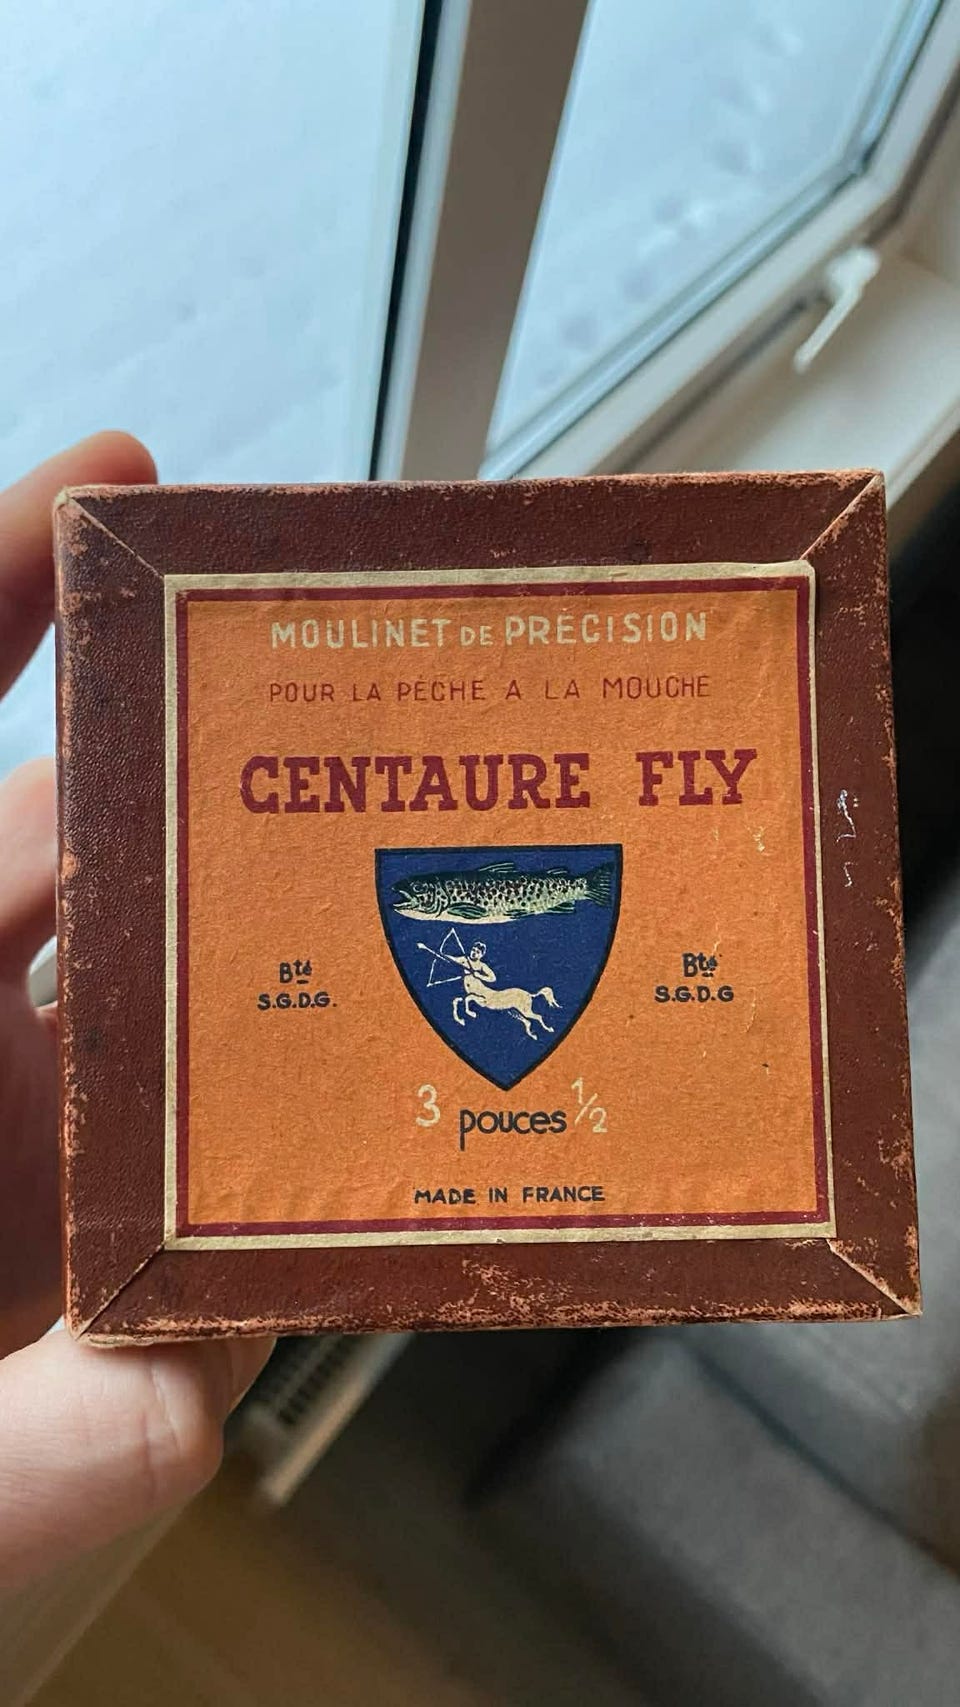 MOULINET DE PRÉCISION
POUR LA PÊCHE A LA MOUCHE
CENTAURE FLY
Bté
S.G.D.G.
Bté
S.G.D.G
3 pouces 1/2
MADE IN FRANCE